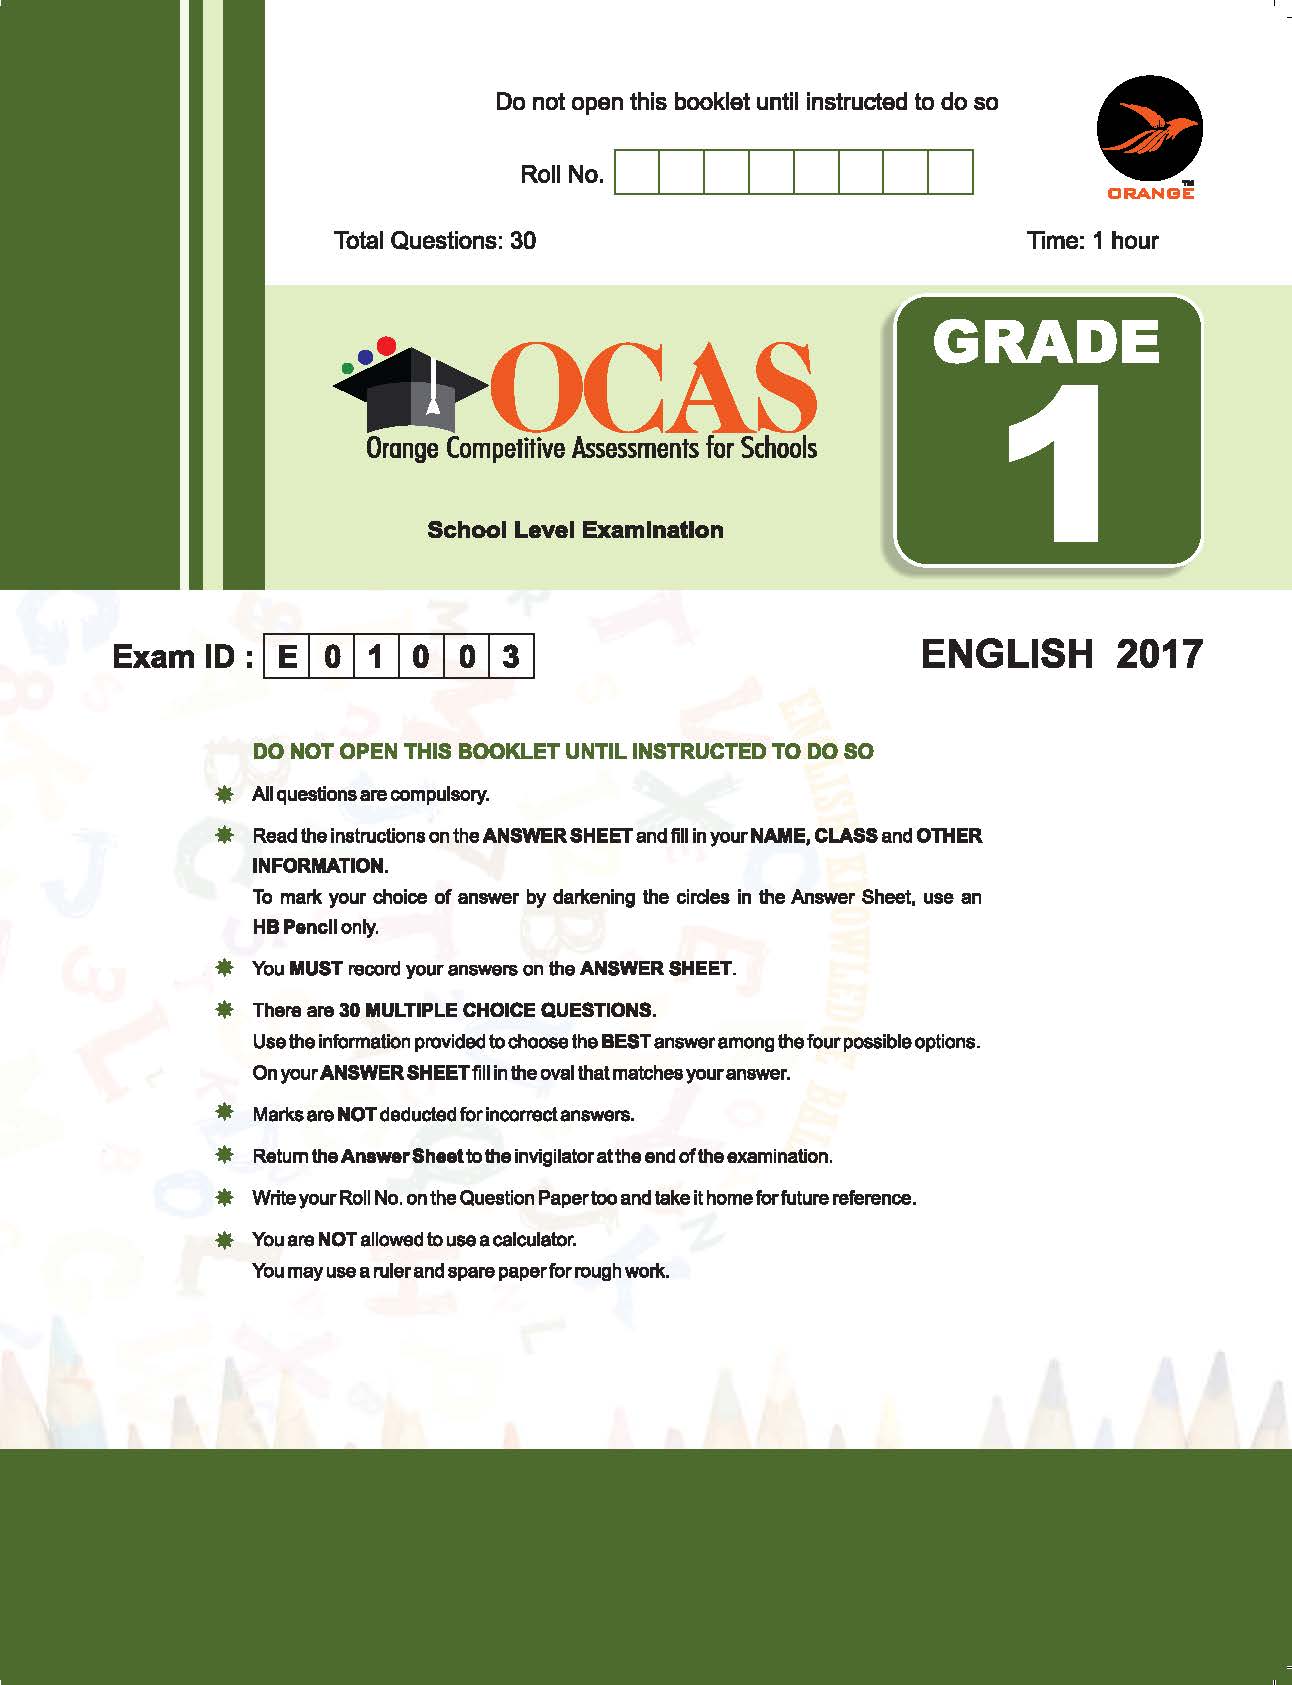 Do not open this booklet until instructed to do so
Roll No.
ORANGE™
Total Questions: 30
Time: 1 hour
OCAS
Orange Competitive Assessments for Schools
School Level Examination
GRADE
1
Exam ID : E 0 1 0 0 3
ENGLISH 2017
DO NOT OPEN THIS BOOKLET UNTIL INSTRUCTED TO DO SO
All questions are compulsory.
Read the instructions on the ANSWER SHEET and fill in your NAME, CLASS and OTHER
INFORMATION.
To mark your choice of answer by darkening the circles in the Answer Sheet, use an
HB Pencil only.
You MUST record your answers on the ANSWER SHEET.
There are 30 MULTIPLE CHOICE QUESTIONS.
Use the information provided to choose the BEST answer among the four possible options.
On your ANSWER SHEET fill in the oval that matches your answer.
Marks are NOT deducted for incorrect answers.
Return the Answer Sheet to the invigilator at the end of the examination.
Write your Roll No. on the Question Paper too and take it home for future reference.
You are NOT allowed to use a calculator.
You may use a ruler and spare paper for rough work.